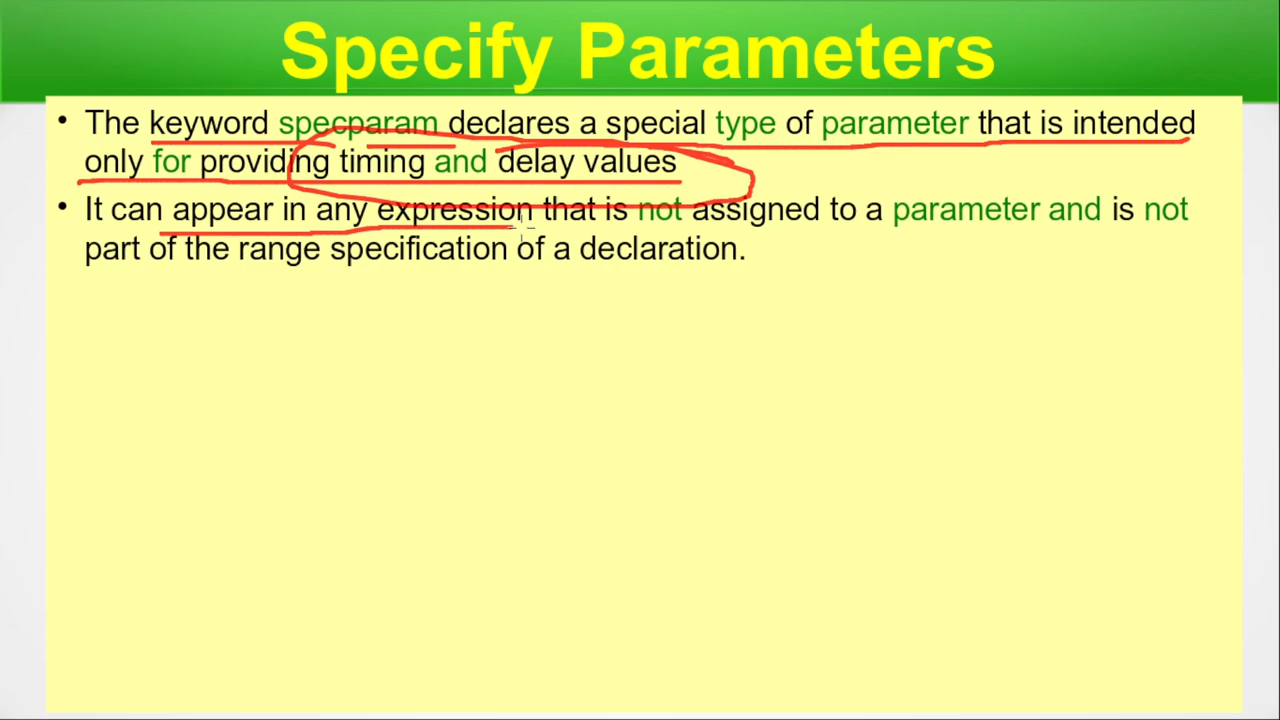 Specify Parameters
• The keyword specparam declares a special type of parameter that is intended
only for providing timing and delay values
• It can appear in any expression that is not assigned to a parameter and is not
part of the range specification of a declaration.